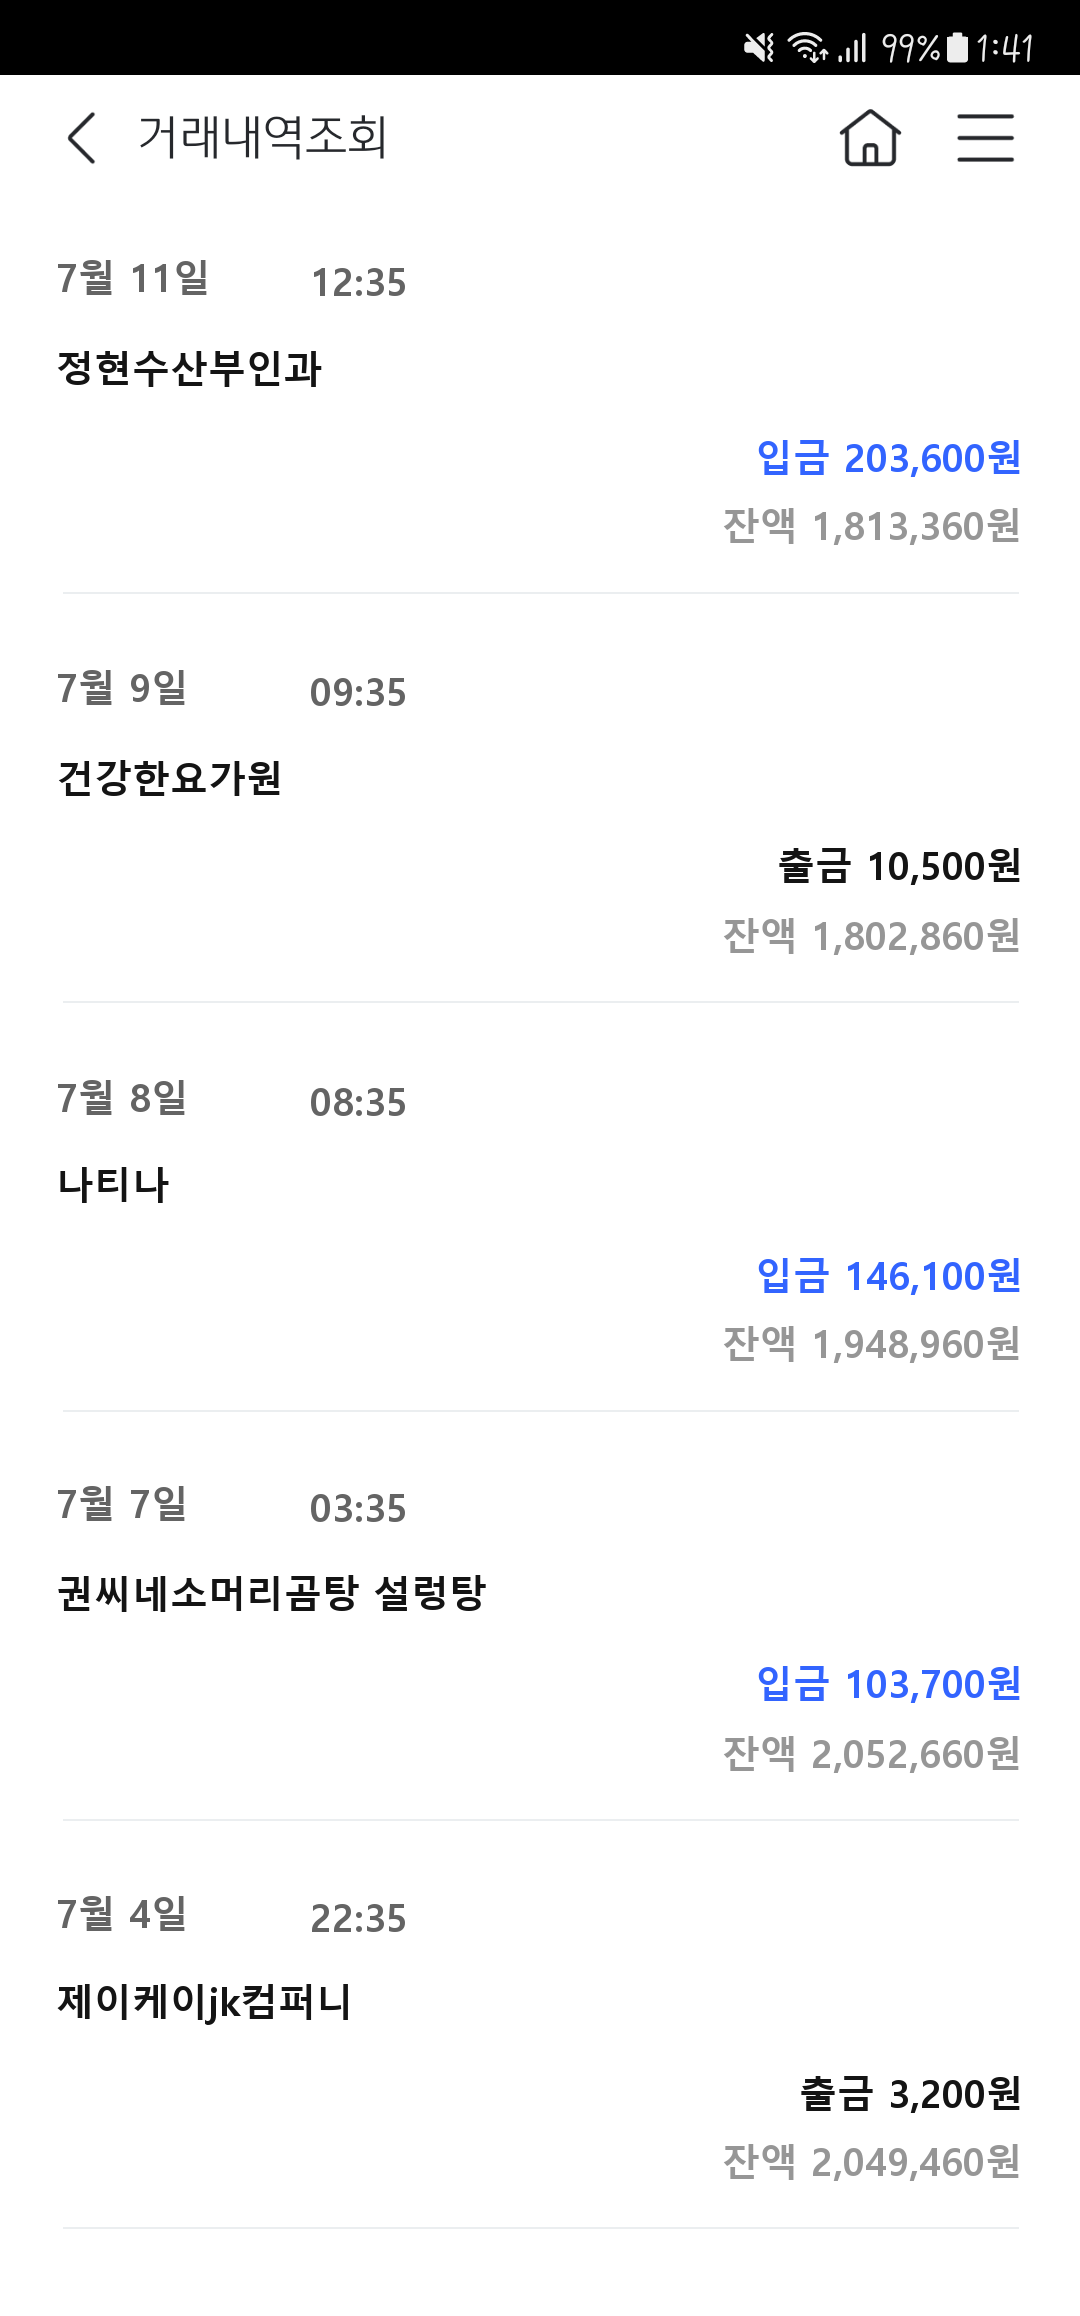 99% 1:41
거래내역조회
7월 11일 12:35
정현수산부인과
입금 203,600원
잔액 1,813,360원
7월 9일 09:35
건강한요가원
출금 10,500원
잔액 1,802,860원
7월 8일 08:35
나티나
입금 146,100원
잔액 1,948,960원
7월 7일 03:35
권씨네소머리곰탕 설렁탕
입금 103,700원
잔액 2,052,660원
7월 4일 22:35
제이케이jk컴퍼니
출금 3,200원
잔액 2,049,460원